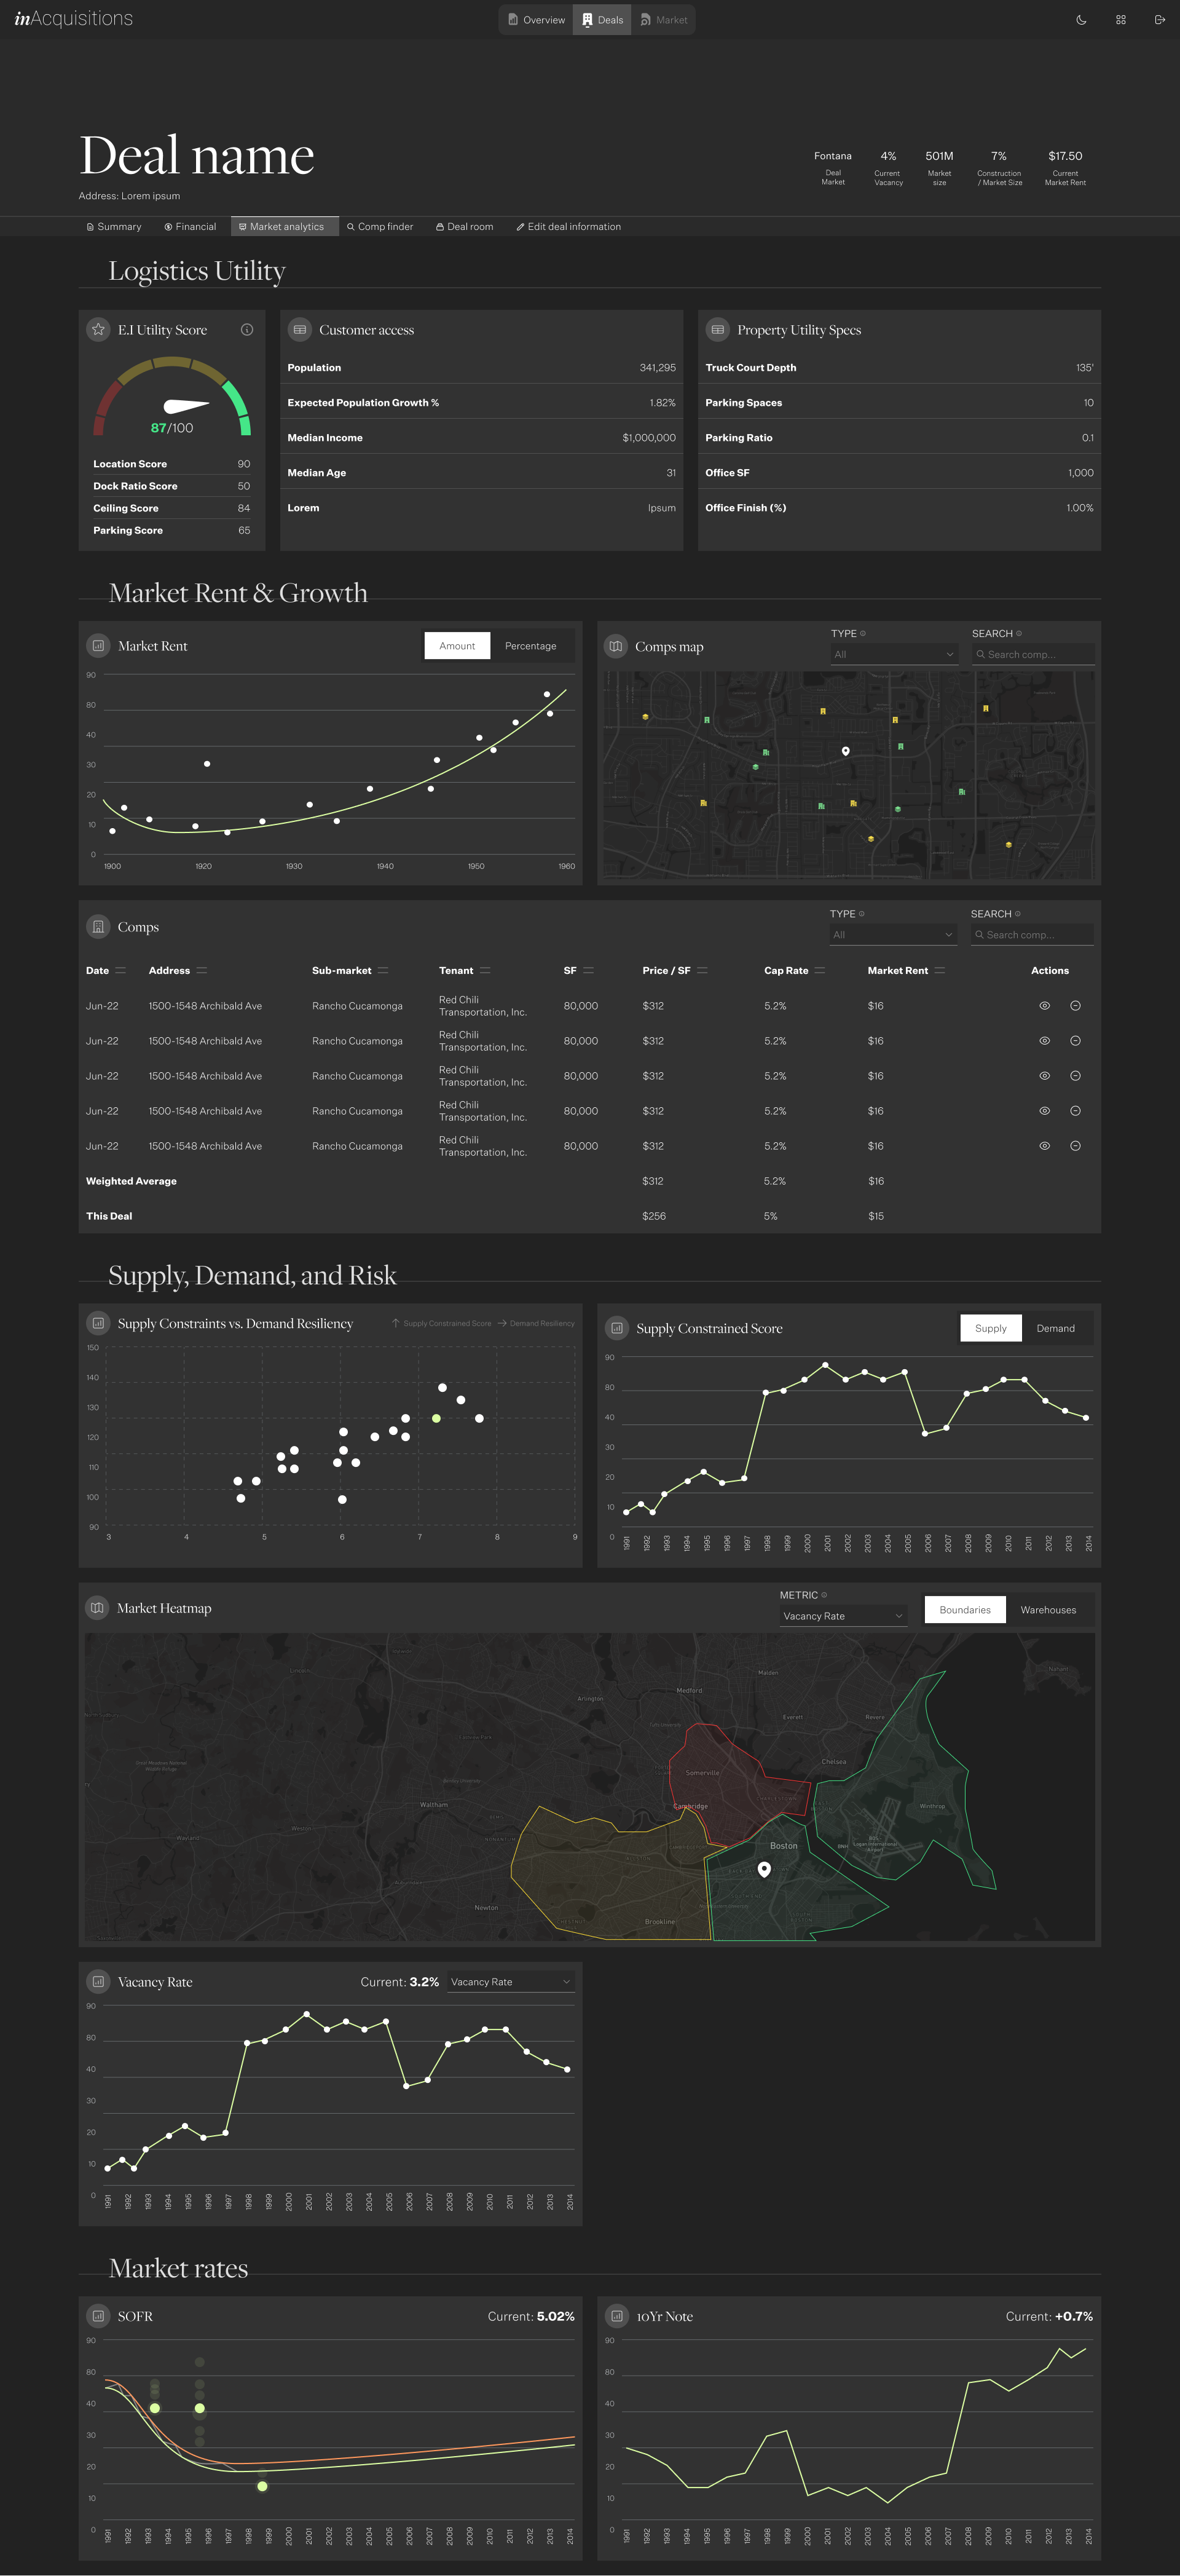 inAcquisitions
Overview
Deals
Market
Deal name
Address: Lorem ipsum
Fontana
Deal
Market
4%
Current
Vacancy
501M
Market
size
7%
Construction
/ Market Size
$17.50
Current
Market Rent
Summary
Financial
Market analytics
Comp finder
Deal room
Edit deal information
Logistics Utility
E.I Utility Score
87/100
Location Score 90
Dock Ratio Score 50
Ceiling Score 84
Parking Score 65
Customer access
Population 341,295
Expected Population Growth % 1.82%
Median Income $1,000,000
Median Age 31
Lorem Ipsum
Property Utility Specs
Truck Court Depth 135'
Parking Spaces 10
Parking Ratio 0.1
Office SF 1,000
Office Finish (%) 1.00%
Market Rent & Growth
Market Rent
Amount
Percentage
90
80
40
30
20
10
0
1900 1920 1930 1940 1950 1960
Comps map
TYPE
All
SEARCH
Search comp...
Comps
TYPE
All
SEARCH
Search comp...
Date Address Sub-market Tenant SF Price / SF Cap Rate Market Rent Actions
Jun-22 1500-1548 Archibald Ave Rancho Cucamonga Red Chili Transportation, Inc. 80,000 $312 5.2% $16
Jun-22 1500-1548 Archibald Ave Rancho Cucamonga Red Chili Transportation, Inc. 80,000 $312 5.2% $16
Jun-22 1500-1548 Archibald Ave Rancho Cucamonga Red Chili Transportation, Inc. 80,000 $312 5.2% $16
Jun-22 1500-1548 Archibald Ave Rancho Cucamonga Red Chili Transportation, Inc. 80,000 $312 5.2% $16
Jun-22 1500-1548 Archibald Ave Rancho Cucamonga Red Chili Transportation, Inc. 80,000 $312 5.2% $16
Weighted Average $312 5.2% $16
This Deal $256 5% $15
Supply, Demand, and Risk
Supply Constraints vs. Demand Resiliency
Supply Constrained Score
Demand Resiliency
150
140
130
120
110
100
90
3 4 5 6 7 8 9
Supply Constrained Score
Supply
Demand
90
80
40
30
20
10
0
1991 1992 1993 1994 1995 1996 1997 1998 1999 2000 2001 2002 2003 2004 2005 2006 2007 2008 2009 2010 2011 2012 2013 2014
Market Heatmap
METRIC
Vacancy Rate
Boundaries
Warehouses
Malden
Medford
Arlington
Everett
Revere
Nahant
Lincoln
Chelsea
Somerville
Waltham
Cambridge
Winthrop
Weston
Wayland
Boston
Newton
Brookline
Vacancy Rate
Current: 3.2%
Vacancy Rate
90
80
40
30
20
10
0
1991 1992 1993 1994 1995 1996 1997 1998 1999 2000 2001 2002 2003 2004 2005 2006 2007 2008 2009 2010 2011 2012 2013 2014
Market rates
SOFR
Current: 5.02%
90
80
40
30
20
10
0
1991 1992 1993 1994 1995 1996 1997 1998 1999 2000 2001 2002 2003 2004 2005 2006 2007 2008 2009 2010 2011 2012 2013 2014
10Yr Note
Current: +0.7%
90
80
40
30
20
10
0
1991 1992 1993 1994 1995 1996 1997 1998 1999 2000 2001 2002 2003 2004 2005 2006 2007 2008 2009 2010 2011 2012 2013 2014